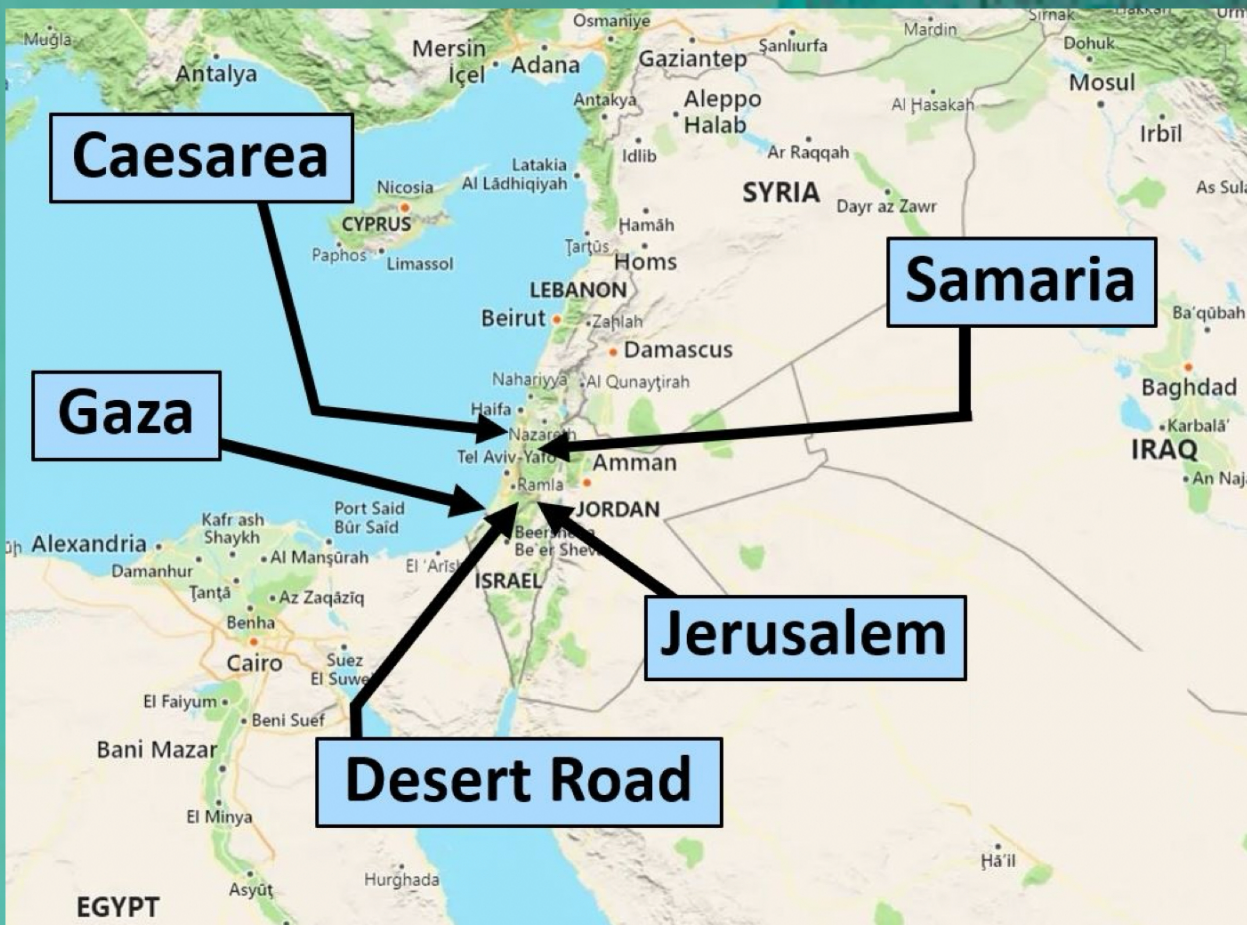 Osmaniye
Muğla
Mardin
Mersin
İçel
Adana
Gaziantep
Şanlıurfa
Dohuk
Antalya
Mosul
Antakya
Aleppo
Halab
Al Ḩasakah
Irbīl
Caesarea
Idlib
Ar Raqqah
Latakia
Al Lādhiqīyah
Nicosia
SYRIA
Dayr az Zawr
CYPRUS
Ḩamāh
Paphos
Limassol
Ţarţūs
Homs
Samaria
LEBANON
Beirut
Zaḩlah
Ba'qūbah
Damascus
Nahariyya
Al Qunayţirah
Baghdad
Gaza
Haifa
Nazareth
Karbalā'
Tel Aviv-Yafo
Amman
IRAQ
Ramla
An Naj
Port Said
Būr Saīd
JORDAN
Kafr ash
Shaykh
Alexandria
Al Manşūrah
Be'er Shev
Damanhur
El 'Arīsh
ISRAEL
Ţanţā
Az Zaqāzīq
Benha
Jerusalem
Cairo
Suez
El Suwei
El Faiyum
Beni Suef
Bani Mazar
Desert Road
El Minya
Ḩā'il
Hurghada
Asyūţ
EGYPT